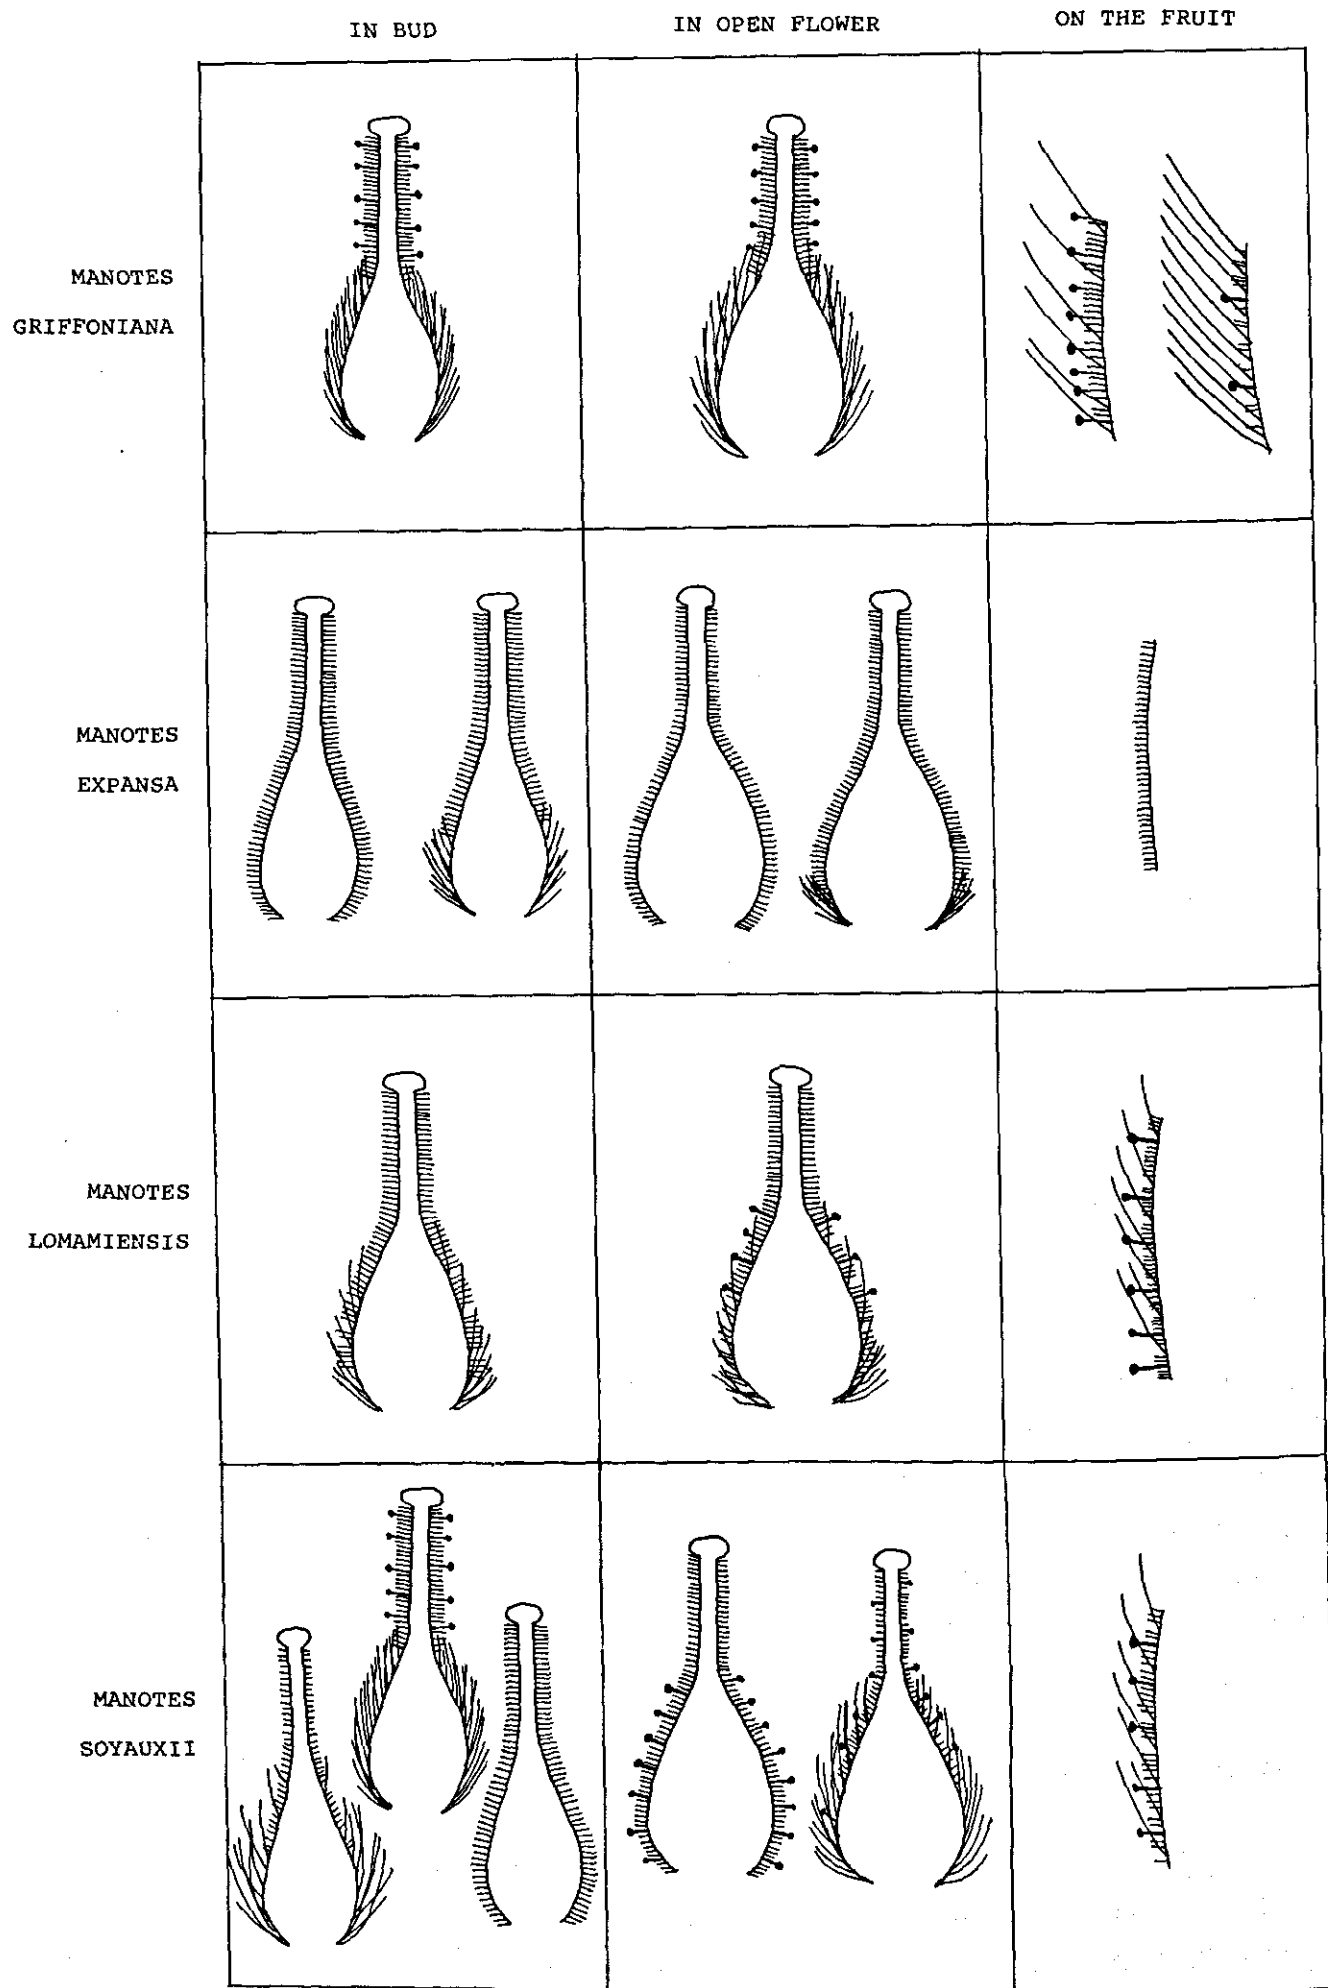 IN BUD
IN OPEN FLOWER
ON THE FRUIT
MANOTES
GRIFFONIANA
MANOTES
EXPANSA
MANOTES
LOMAMIENSIS
MANOTES
SOYAUXII